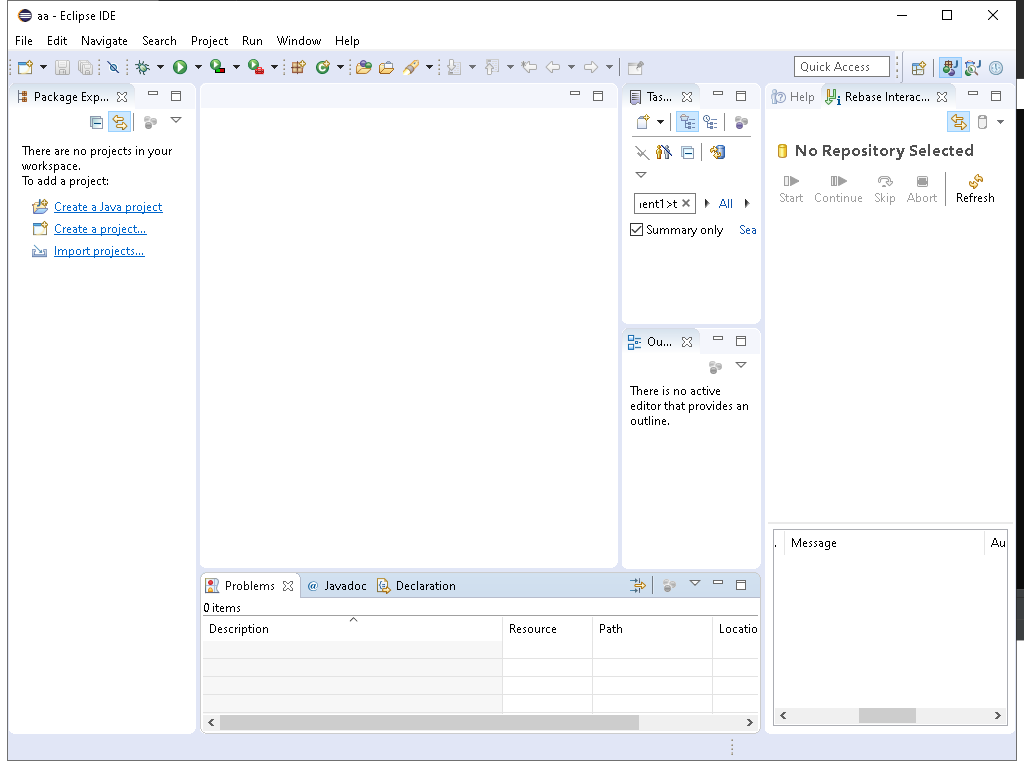 aa - Eclipse IDE
File Edit Navigate Search Project Run Window Help
Quick Access
Package Exp...
There are no projects in your
workspace.
To add a project:
Create a Java project
Create a project...
Import projects...
Tas...
All
Summary only Sea
Ou...
There is no active
editor that provides an
outline.
Help Rebase Interac...
No Repository Selected
Start Continue Skip Abort Refresh
. Message Au
Problems @ Javadoc Declaration
0 items
Description Resource Path Locatio